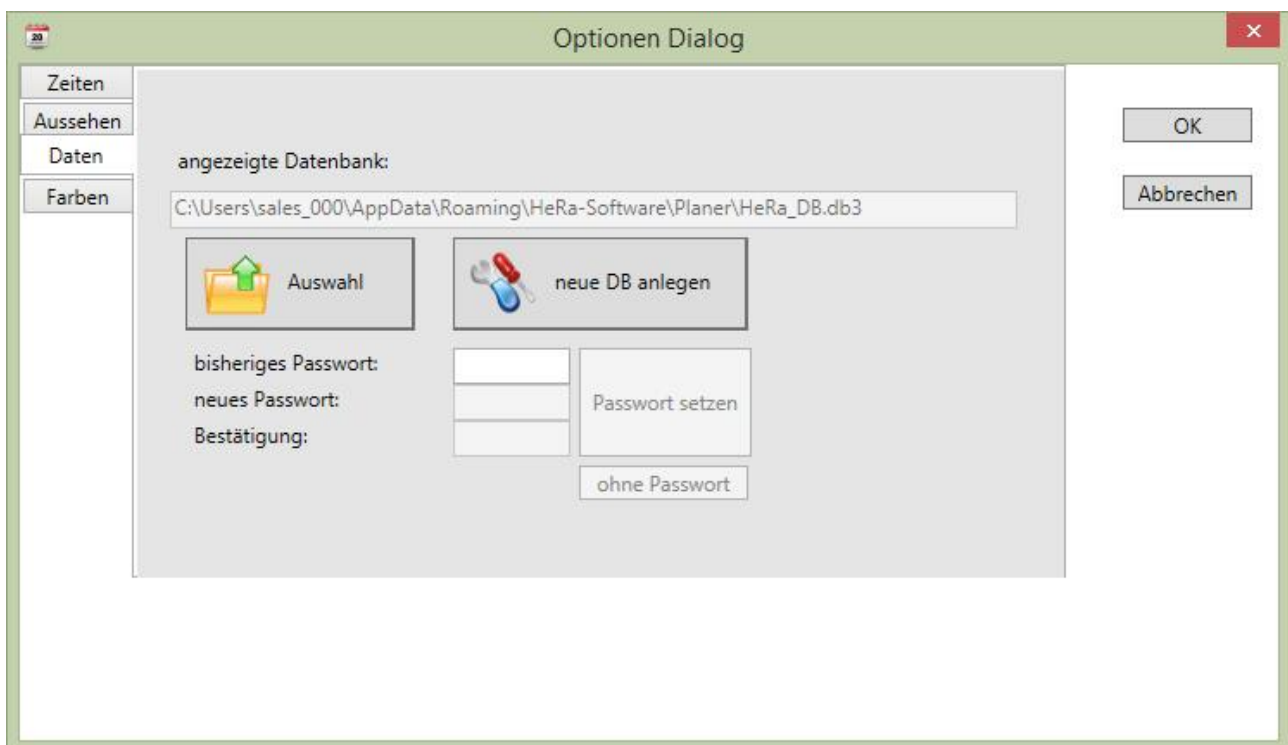 20
Optionen Dialog
Zeiten
Aussehen
Daten
Farben
angezeigte Datenbank:
C:\Users\sales_000\AppData\Roaming\HeRa-Software\Planer\HeRa_DB.db3
Auswahl
neue DB anlegen
bisheriges Passwort:
neues Passwort:
Bestätigung:
Passwort setzen
ohne Passwort
OK
Abbrechen